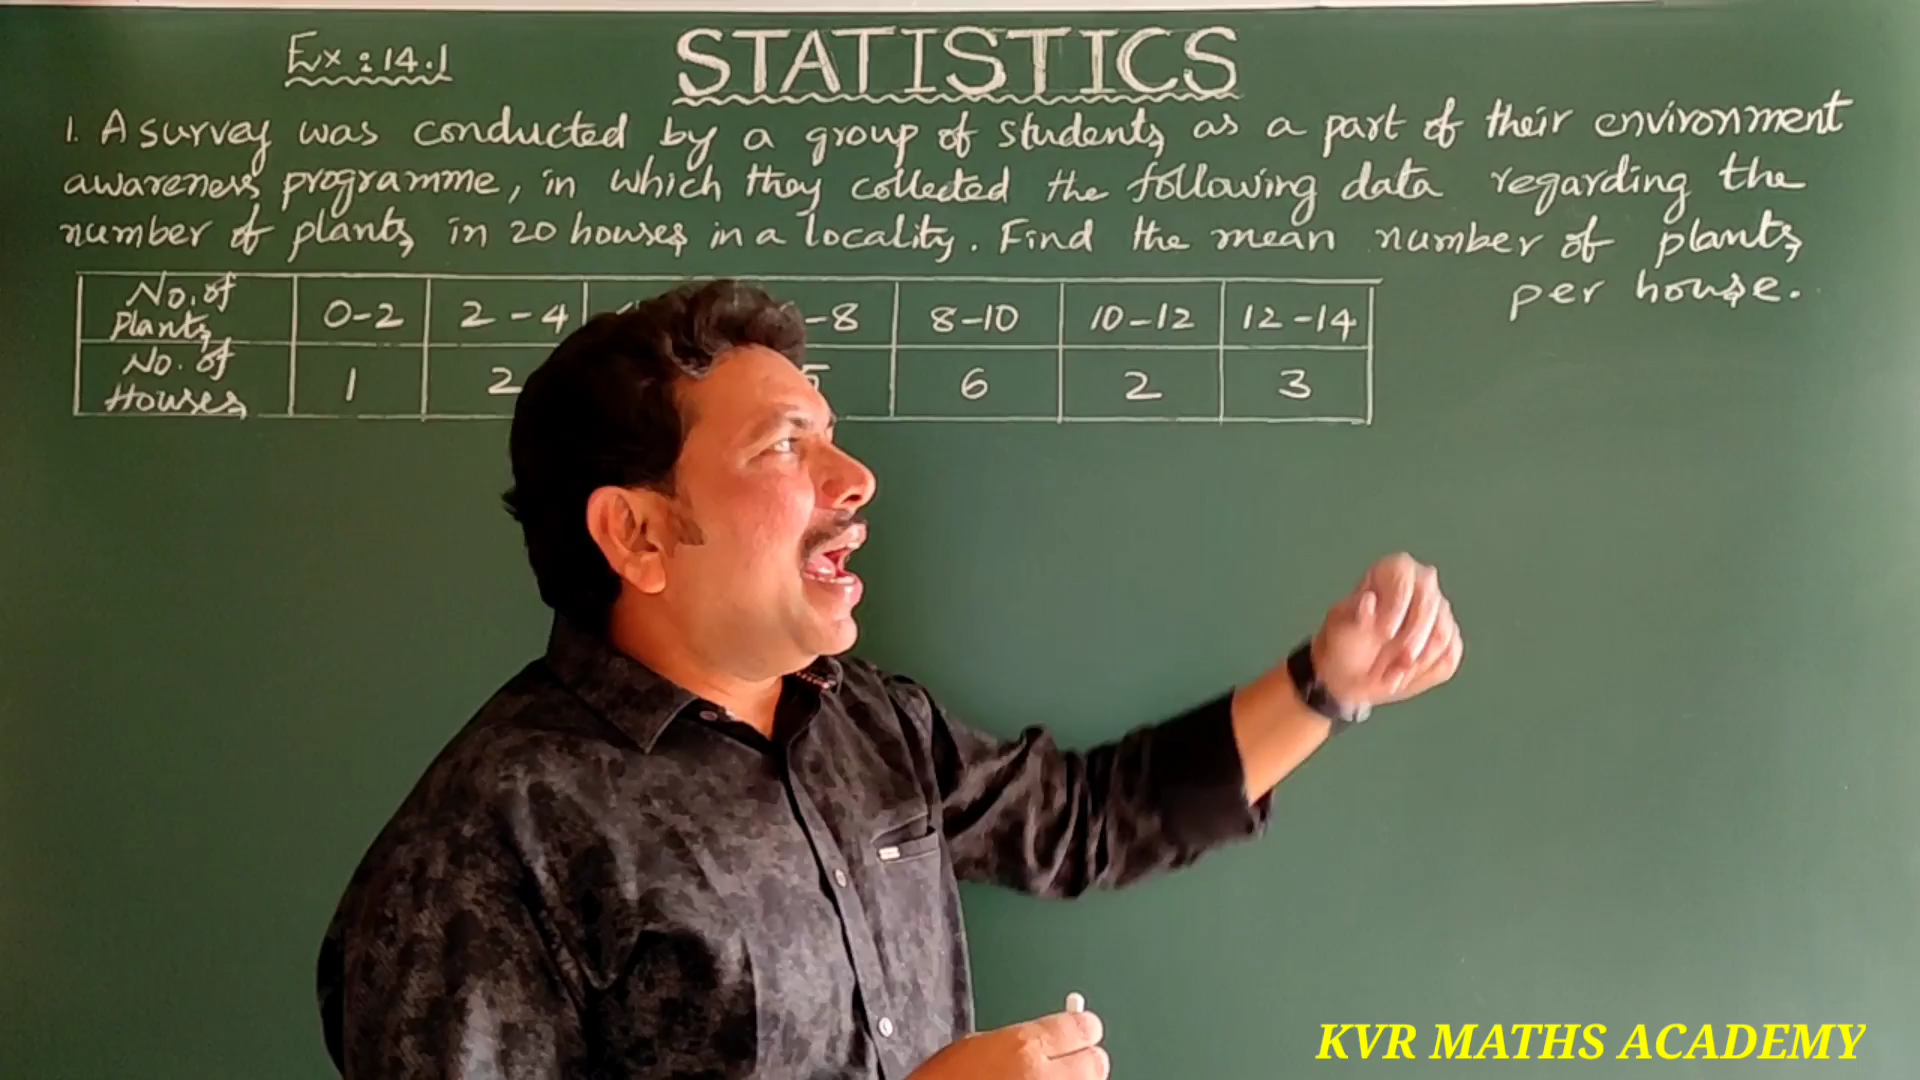 Ex : 14.1
STATISTICS
1. A survey was conducted by a group of students as a part of their environment
awareness programme, in which they collected the following data regarding the
number of plants in 20 houses in a locality. Find the mean number of plants
per house.
No. of Plants 0-2 2-4 -8 8-10 10-12 12-14
No. of Houses 1 2 5 6 2 3
KVR MATHS ACADEMY